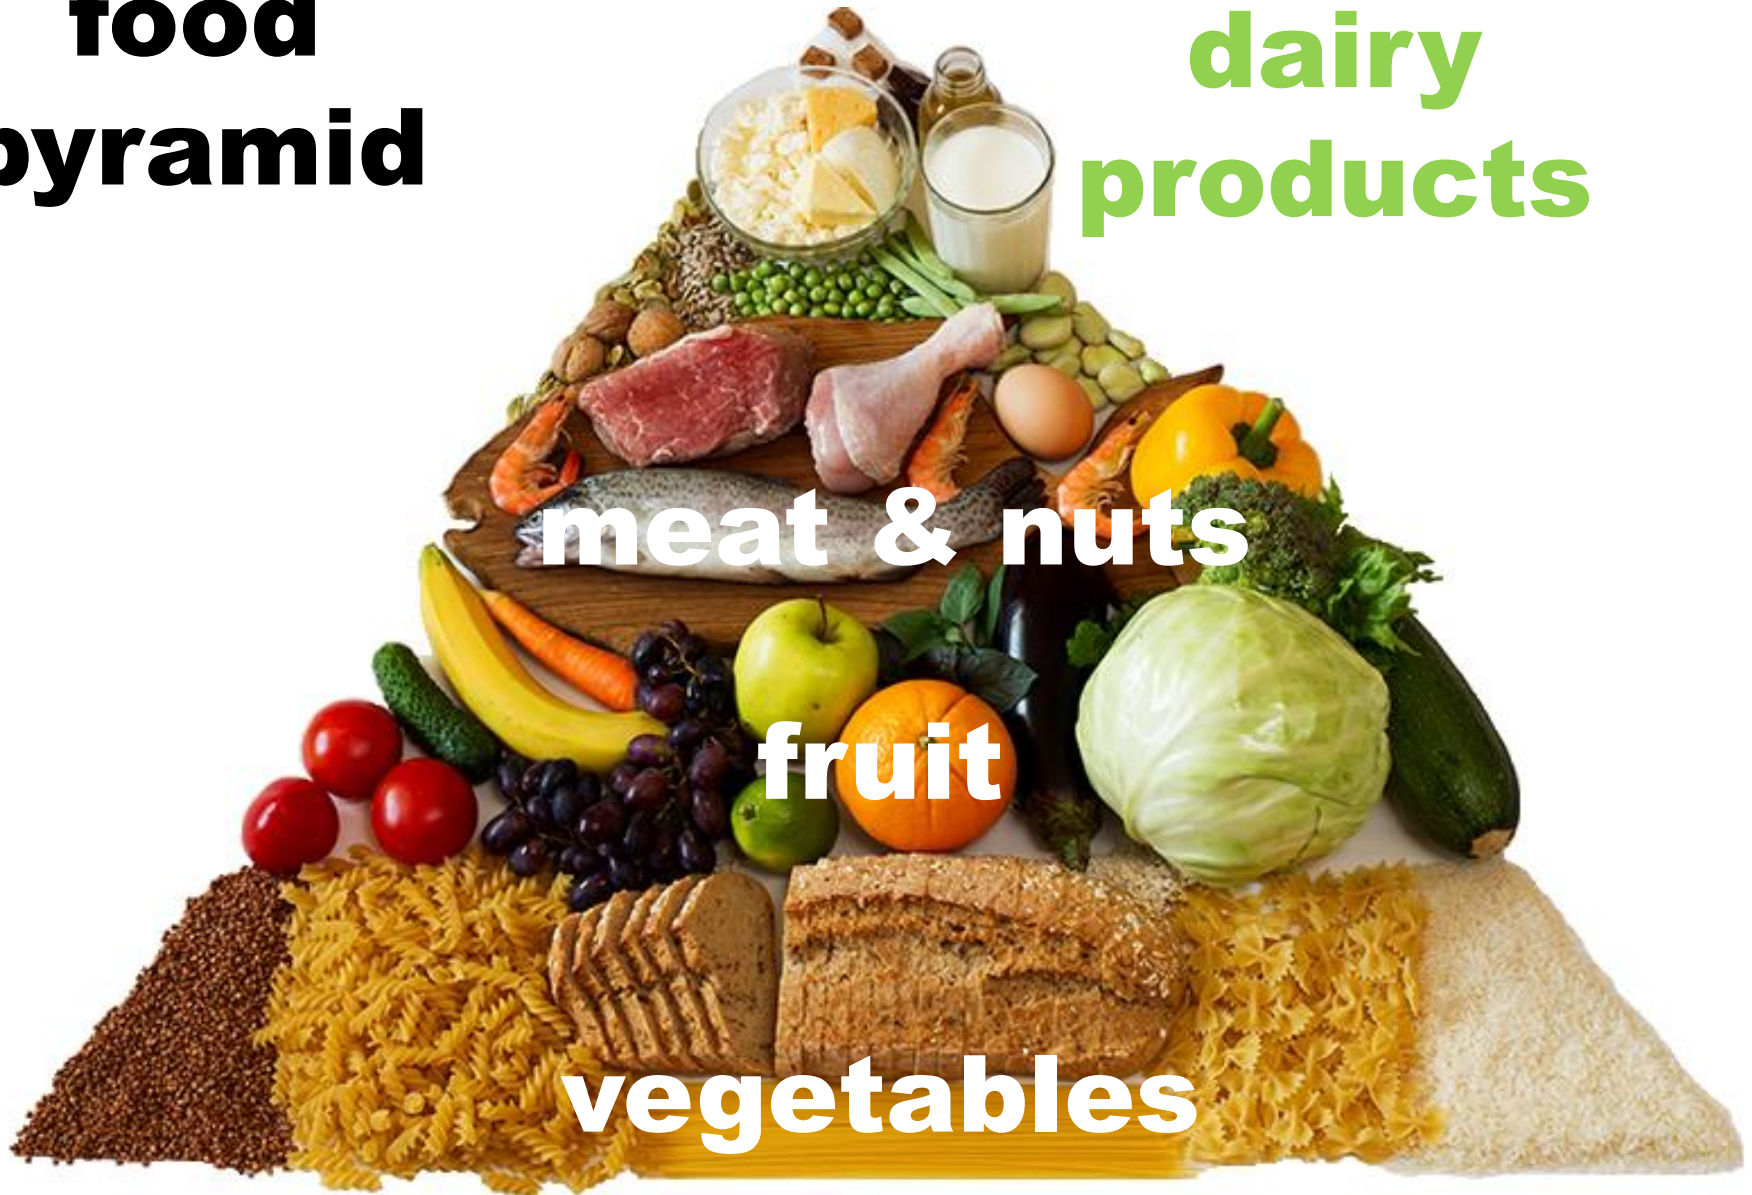 food
pyramid
dairy
products
meat & nuts
fruit
vegetables